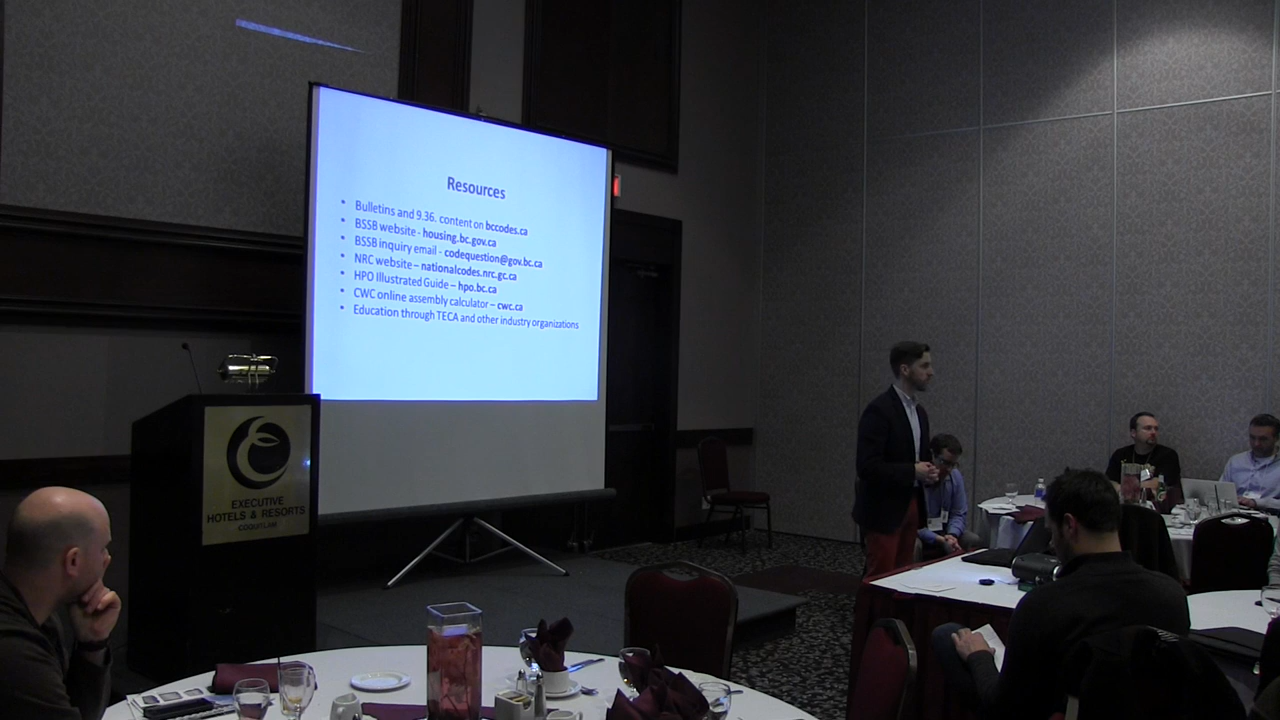 Resources
• Bulletins and 9.36. content on bccodes.ca
• BSSB website - housing.bc.gov.ca
• BSSB inquiry email - codequestion@gov.bc.ca
• NRC website – nationalcodes.nrc.gc.ca
• HPO Illustrated Guide – hpo.bc.ca
• CWC online assembly calculator – cwc.ca
• Education through TECA and other industry organizations
EXECUTIVE
HOTELS & RESORTS
COQUITLAM